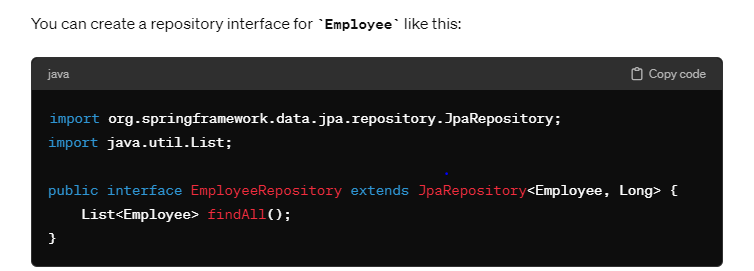 You can create a repository interface for `Employee` like this:
java
Copy code
import org.springframework.data.jpa.repository.JpaRepository;
import java.util.List;
public interface EmployeeRepository extends JpaRepository<Employee, Long> {
    List<Employee> findAll();
}